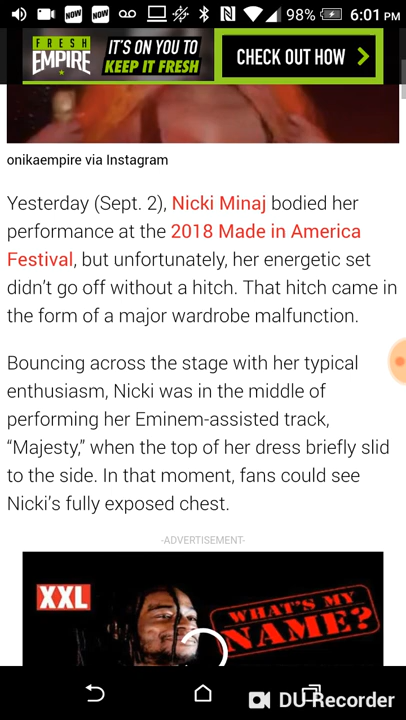 NOW NOW 98% 6:01 PM
FRESH
EMPIRE
IT'S ON YOU TO
KEEP IT FRESH
CHECK OUT HOW
onikaempire via Instagram
Yesterday (Sept. 2), Nicki Minaj bodied her
performance at the 2018 Made in America
Festival, but unfortunately, her energetic set
didn’t go off without a hitch. That hitch came in
the form of a major wardrobe malfunction.
Bouncing across the stage with her typical
enthusiasm, Nicki was in the middle of
performing her Eminem-assisted track,
“Majesty,” when the top of her dress briefly slid
to the side. In that moment, fans could see
Nicki’s fully exposed chest.
-ADVERTISEMENT-
XXL
WHAT'S MY
NAME?
DU Recorder